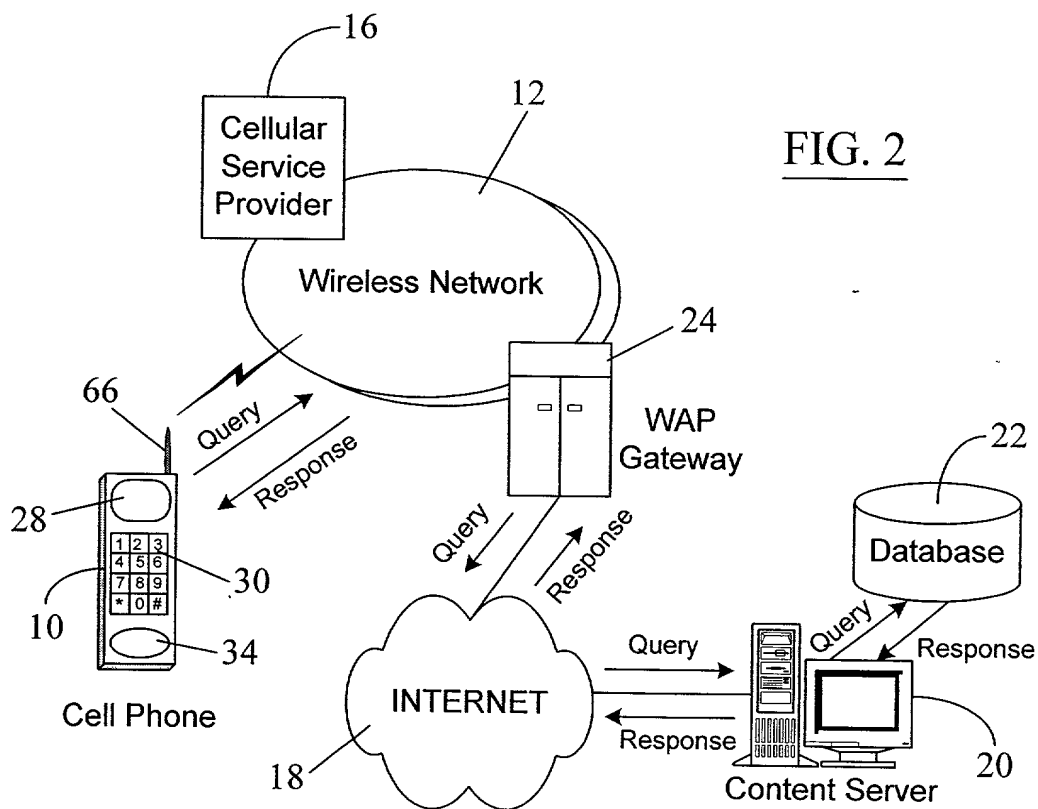 16
Cellular
Service
Provider
12
FIG. 2
Wireless Network
24
WAP
Gateway
66
Query
Response
28
1 2 3
4 5 6
7 8 9
* 0 #
30
10
34
Cell Phone
Query
Response
22
Database
Query
Response
INTERNET
18
Query
Response
20
Content Server